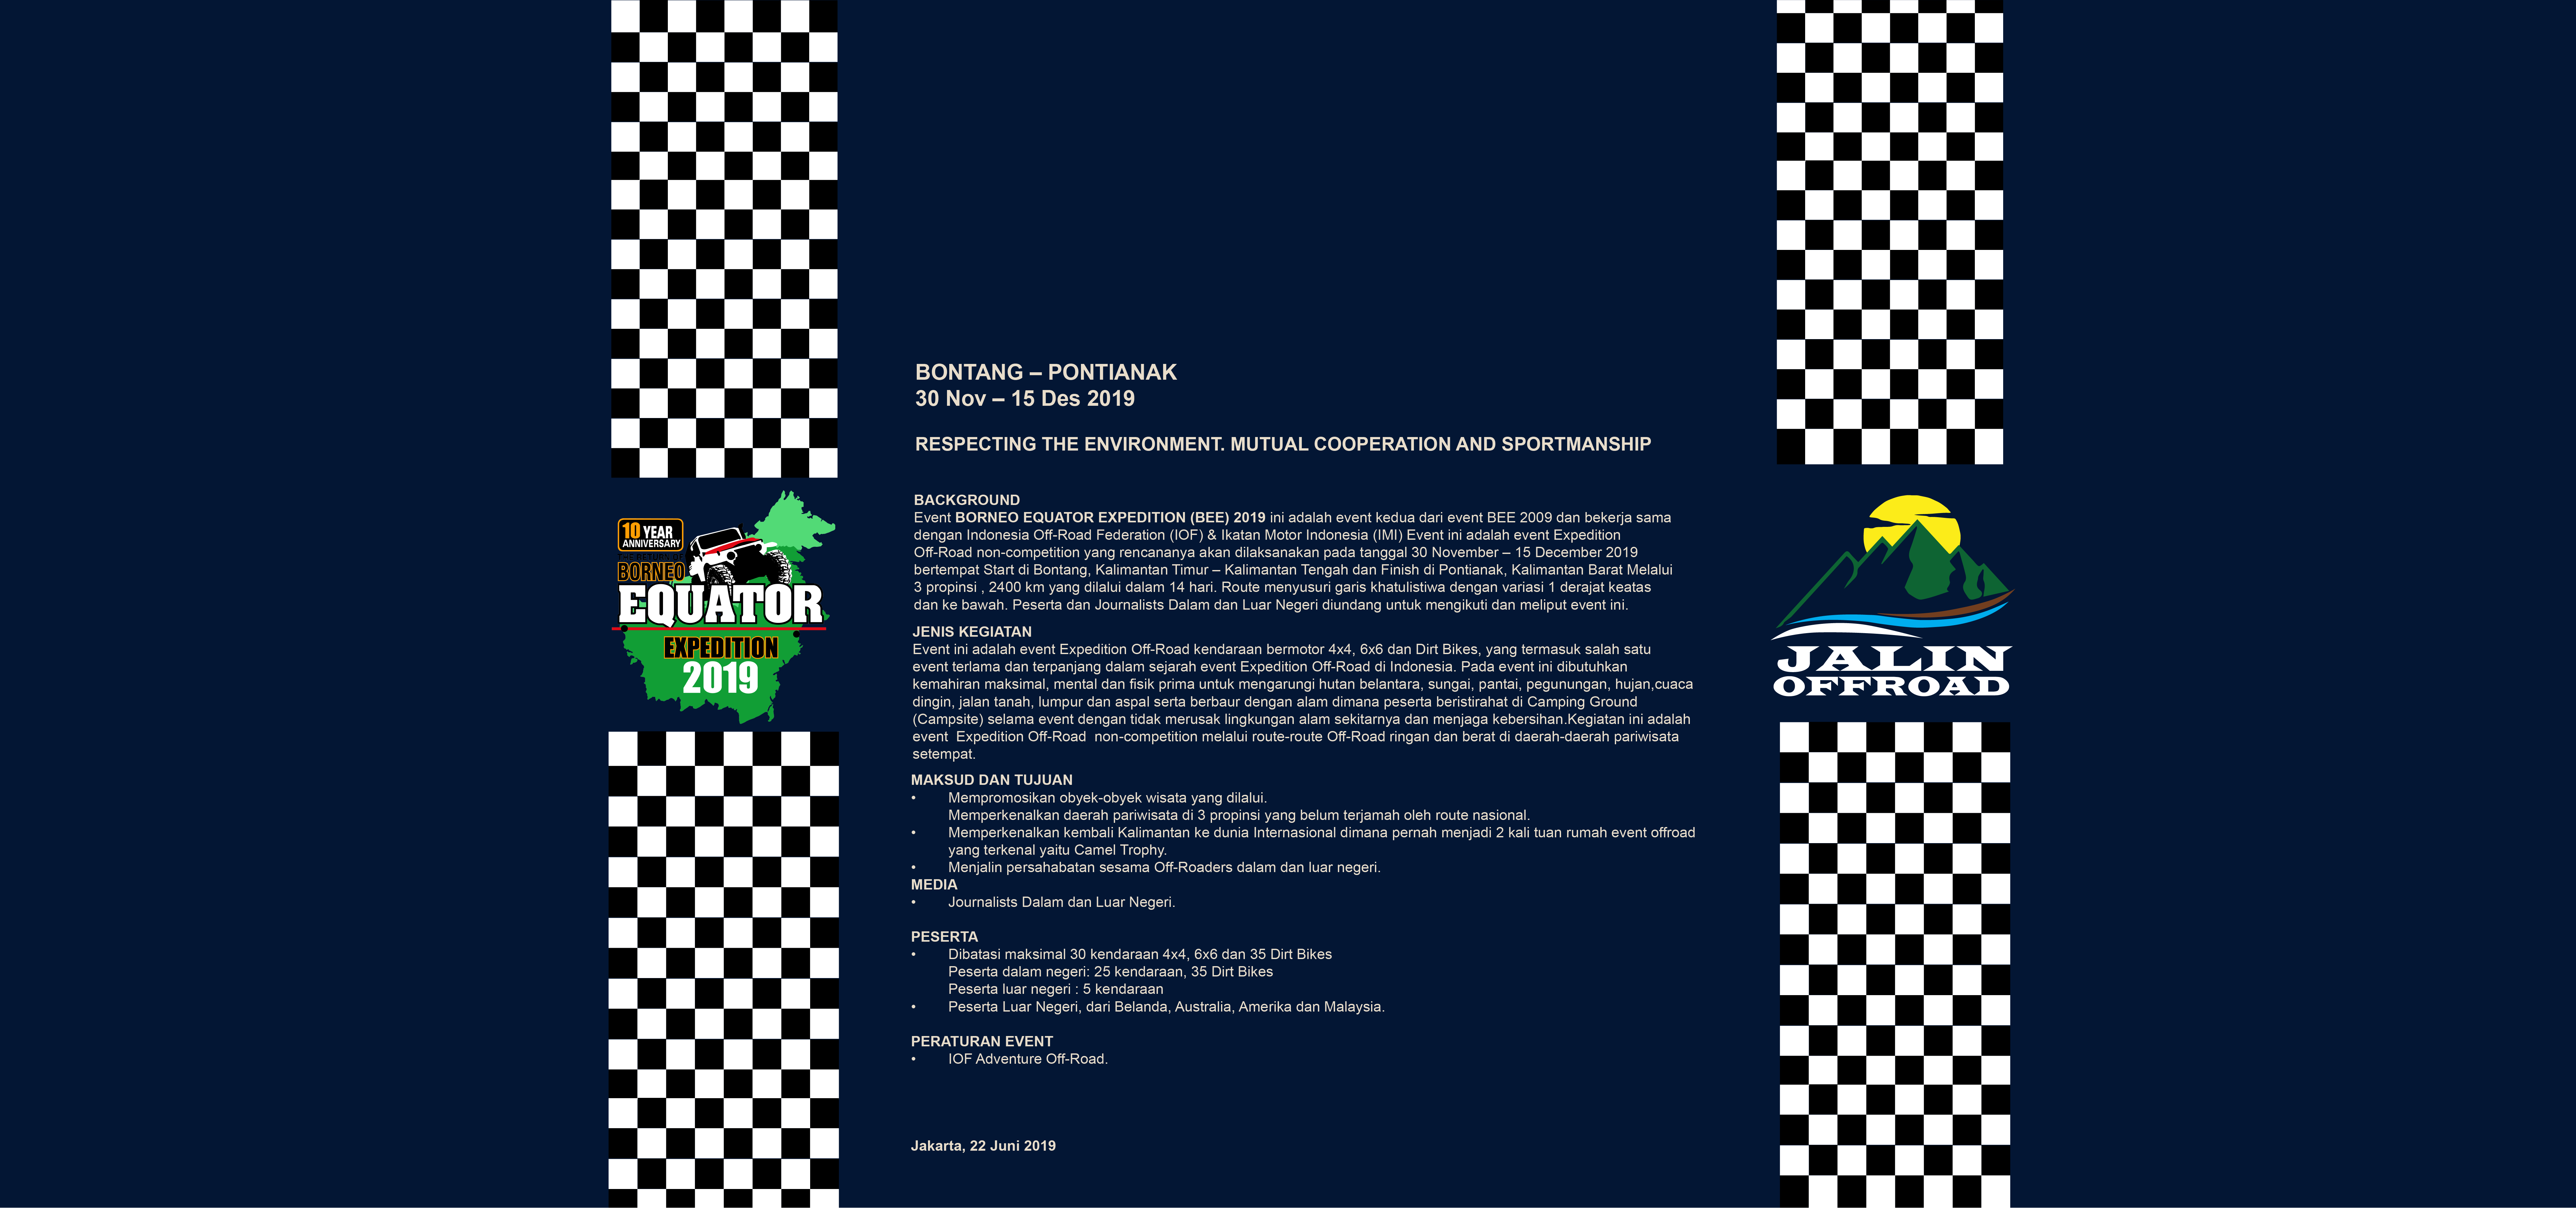 BONTANG – PONTIANAK
30 Nov – 15 Des 2019
RESPECTING THE ENVIRONMENT. MUTUAL COOPERATION AND SPORTMANSHIP
BACKGROUND
Event BORNEO EQUATOR EXPEDITION (BEE) 2019 ini adalah event kedua dari event BEE 2009 dan bekerja sama
dengan Indonesia Off-Road Federation (IOF) & Ikatan Motor Indonesia (IMI) Event ini adalah event Expedition
Off-Road non-competition yang rencananya akan dilaksanakan pada tanggal 30 November – 15 December 2019
bertempat Start di Bontang, Kalimantan Timur – Kalimantan Tengah dan Finish di Pontianak, Kalimantan Barat Melalui
3 propinsi , 2400 km yang dilalui dalam 14 hari. Route menyusuri garis khatulistiwa dengan variasi 1 derajat keatas
dan ke bawah. Peserta dan Journalists Dalam dan Luar Negeri diundang untuk mengikuti dan meliput event ini.
JENIS KEGIATAN
Event ini adalah event Expedition Off-Road kendaraan bermotor 4x4, 6x6 dan Dirt Bikes, yang termasuk salah satu
event terlama dan terpanjang dalam sejarah event Expedition Off-Road di Indonesia. Pada event ini dibutuhkan
kemahiran maksimal, mental dan fisik prima untuk mengarungi hutan belantara, sungai, pantai, pegunungan, hujan,cuaca
dingin, jalan tanah, lumpur dan aspal serta berbaur dengan alam dimana peserta beristirahat di Camping Ground
(Campsite) selama event dengan tidak merusak lingkungan alam sekitarnya dan menjaga kebersihan.Kegiatan ini adalah
event Expedition Off-Road non-competition melalui route-route Off-Road ringan dan berat di daerah-daerah pariwisata
setempat.
MAKSUD DAN TUJUAN
• Mempromosikan obyek-obyek wisata yang dilalui.
Memperkenalkan daerah pariwisata di 3 propinsi yang belum terjamah oleh route nasional.
• Memperkenalkan kembali Kalimantan ke dunia Internasional dimana pernah menjadi 2 kali tuan rumah event offroad
yang terkenal yaitu Camel Trophy.
• Menjalin persahabatan sesama Off-Roaders dalam dan luar negeri.
MEDIA
• Journalists Dalam dan Luar Negeri.
PESERTA
• Dibatasi maksimal 30 kendaraan 4x4, 6x6 dan 35 Dirt Bikes
Peserta dalam negeri: 25 kendaraan, 35 Dirt Bikes
Peserta luar negeri : 5 kendaraan
• Peserta Luar Negeri, dari Belanda, Australia, Amerika dan Malaysia.
PERATURAN EVENT
• IOF Adventure Off-Road.
Jakarta, 22 Juni 2019
10 YEAR
ANNIVERSARY
BORNEO
EQUATOR
EXPEDITION
2019
JALIN
OFFROAD